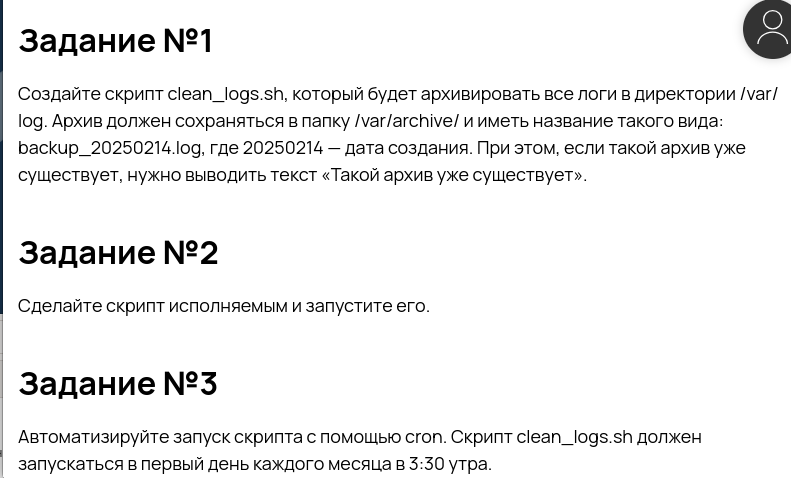 Задание №1
Создайте скрипт clean_logs.sh, который будет архивировать все логи в директории /var/
log. Архив должен сохраняться в папку /var/archive/ и иметь название такого вида:
backup_20250214.log, где 20250214 — дата создания. При этом, если такой архив уже
существует, нужно выводить текст «Такой архив уже существует».
Задание №2
Сделайте скрипт исполняемым и запустите его.
Задание №3
Автоматизируйте запуск скрипта с помощью cron. Скрипт clean_logs.sh должен
запускаться в первый день каждого месяца в 3:30 утра.